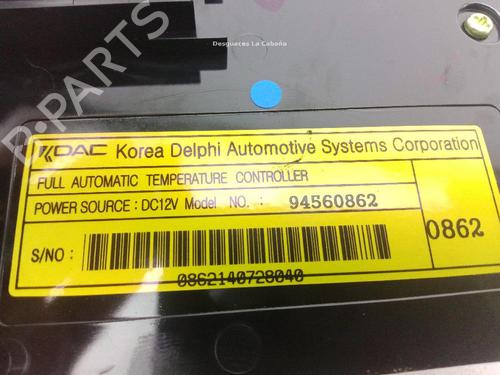 Desguaces La Cabaña
B-PARTS
KDAC Korea Delphi Automotive Systems Corporation
FULL AUTOMATIC TEMPERATURE CONTROLLER
POWER SOURCE : DC12V Model NO. : 94560862
0862
S/NO :
0862140728040